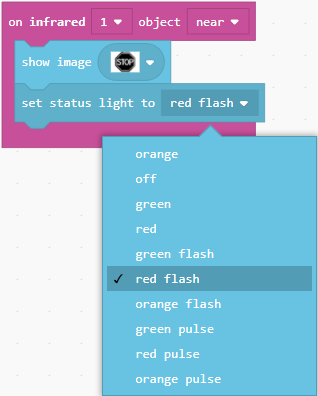 on infrared 1 object near
show image STOP
set status light to red flash
orange
off
green
red
green flash
✓ red flash
orange flash
green pulse
red pulse
orange pulse